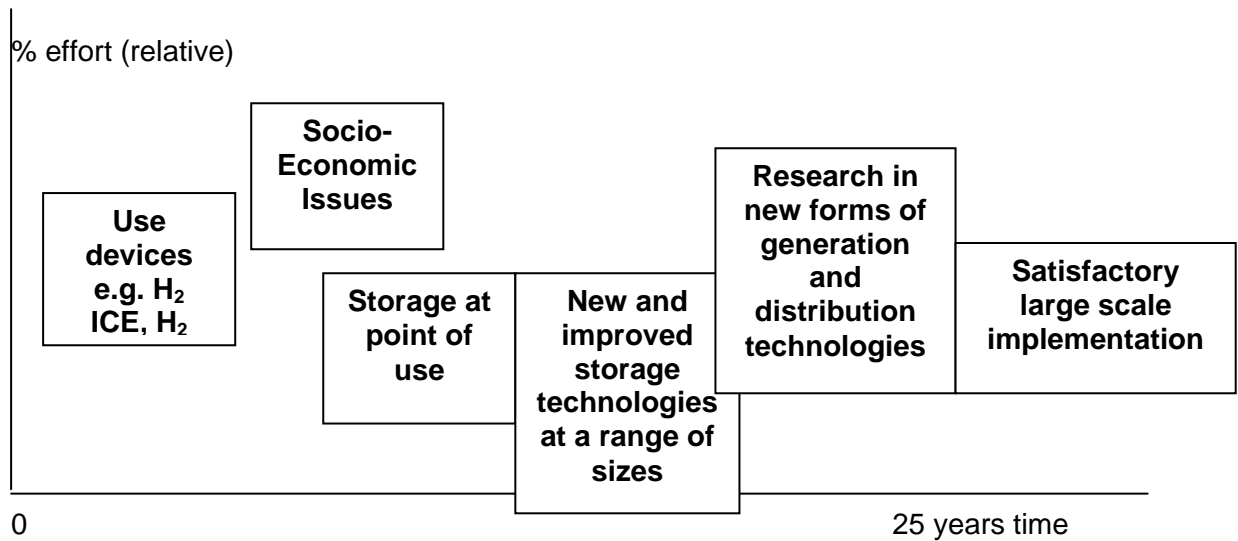 % effort (relative)
Socio-
Economic
Issues
Use
devices
e.g. H₂
ICE, H₂
Storage at
point of
use
New and
improved
storage
technologies
at a range of
sizes
Research in
new forms of
generation
and
distribution
technologies
Satisfactory
large scale
implementation
0
25 years time